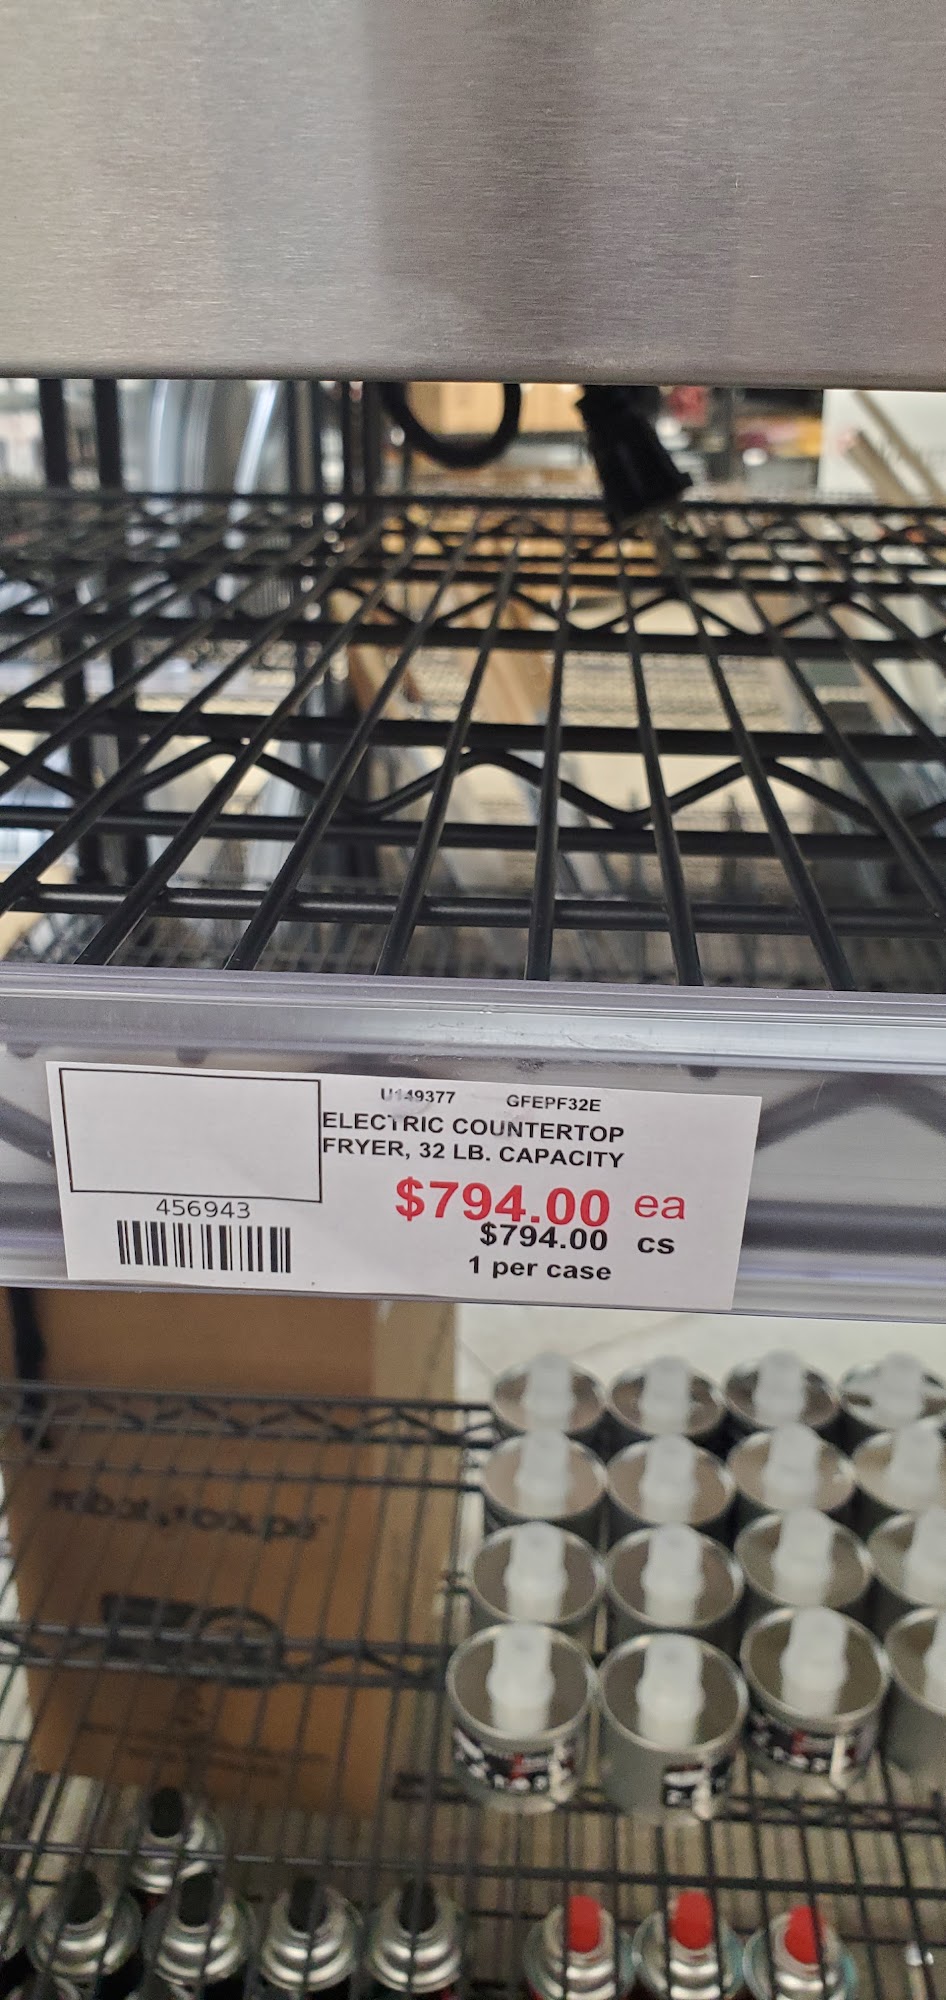 U149377 GFEPF32E
ELECTRIC COUNTERTOP
FRYER, 32 LB. CAPACITY
$794.00 ea
$794.00 cs
1 per case
456943